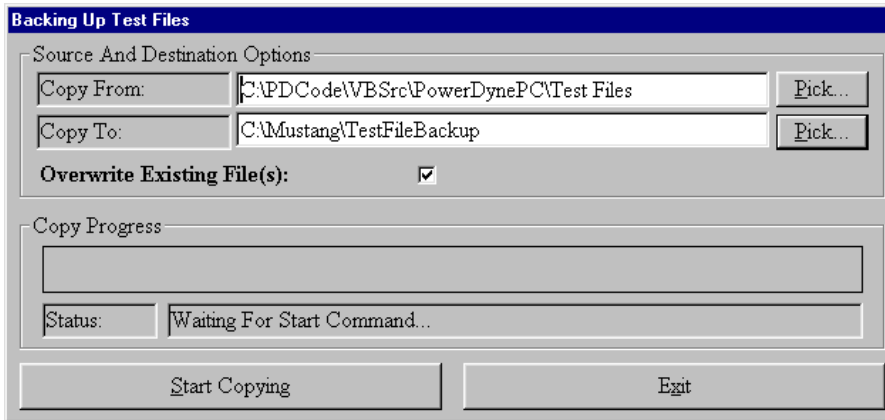 Backing Up Test Files
Source And Destination Options
Copy From: C:\PDCode\VBSrc\PowerDynePC\Test Files Pick...
Copy To: C:\Mustang\TestFileBackup Pick...
Overwrite Existing File(s):
Copy Progress
Status: Waiting For Start Command...
Start Copying Exit